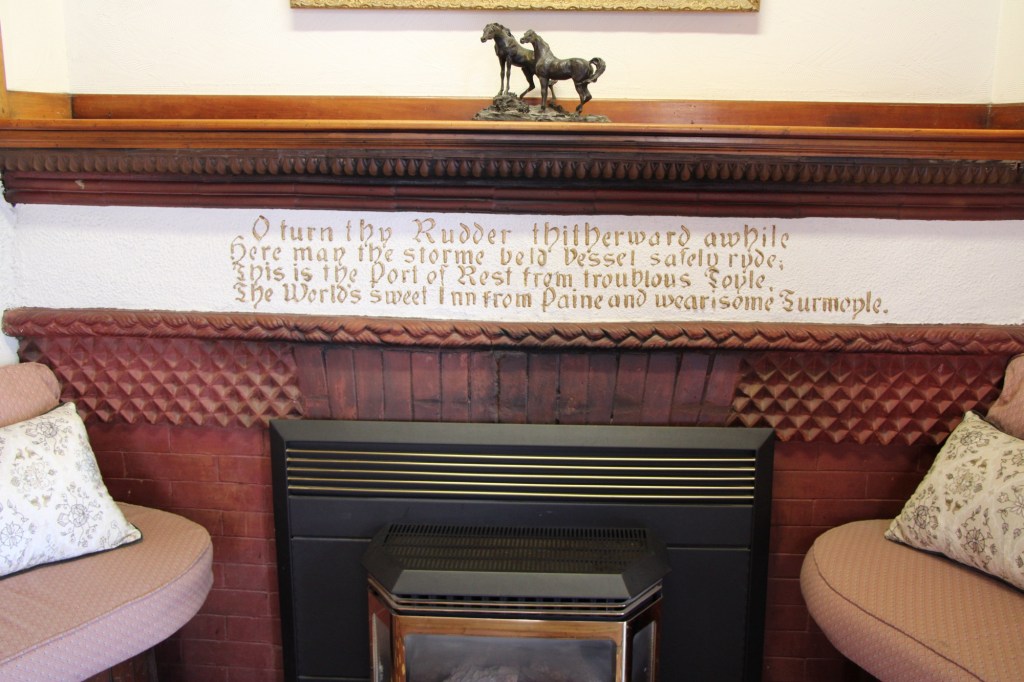 O turn thy Rudder thitherward awhile
Here may the storme beld Vessel safely ryde;
This is the Port of Rest from troublous Toyle,
The World's sweet Inn from Paine and wearisome Turmoyle.